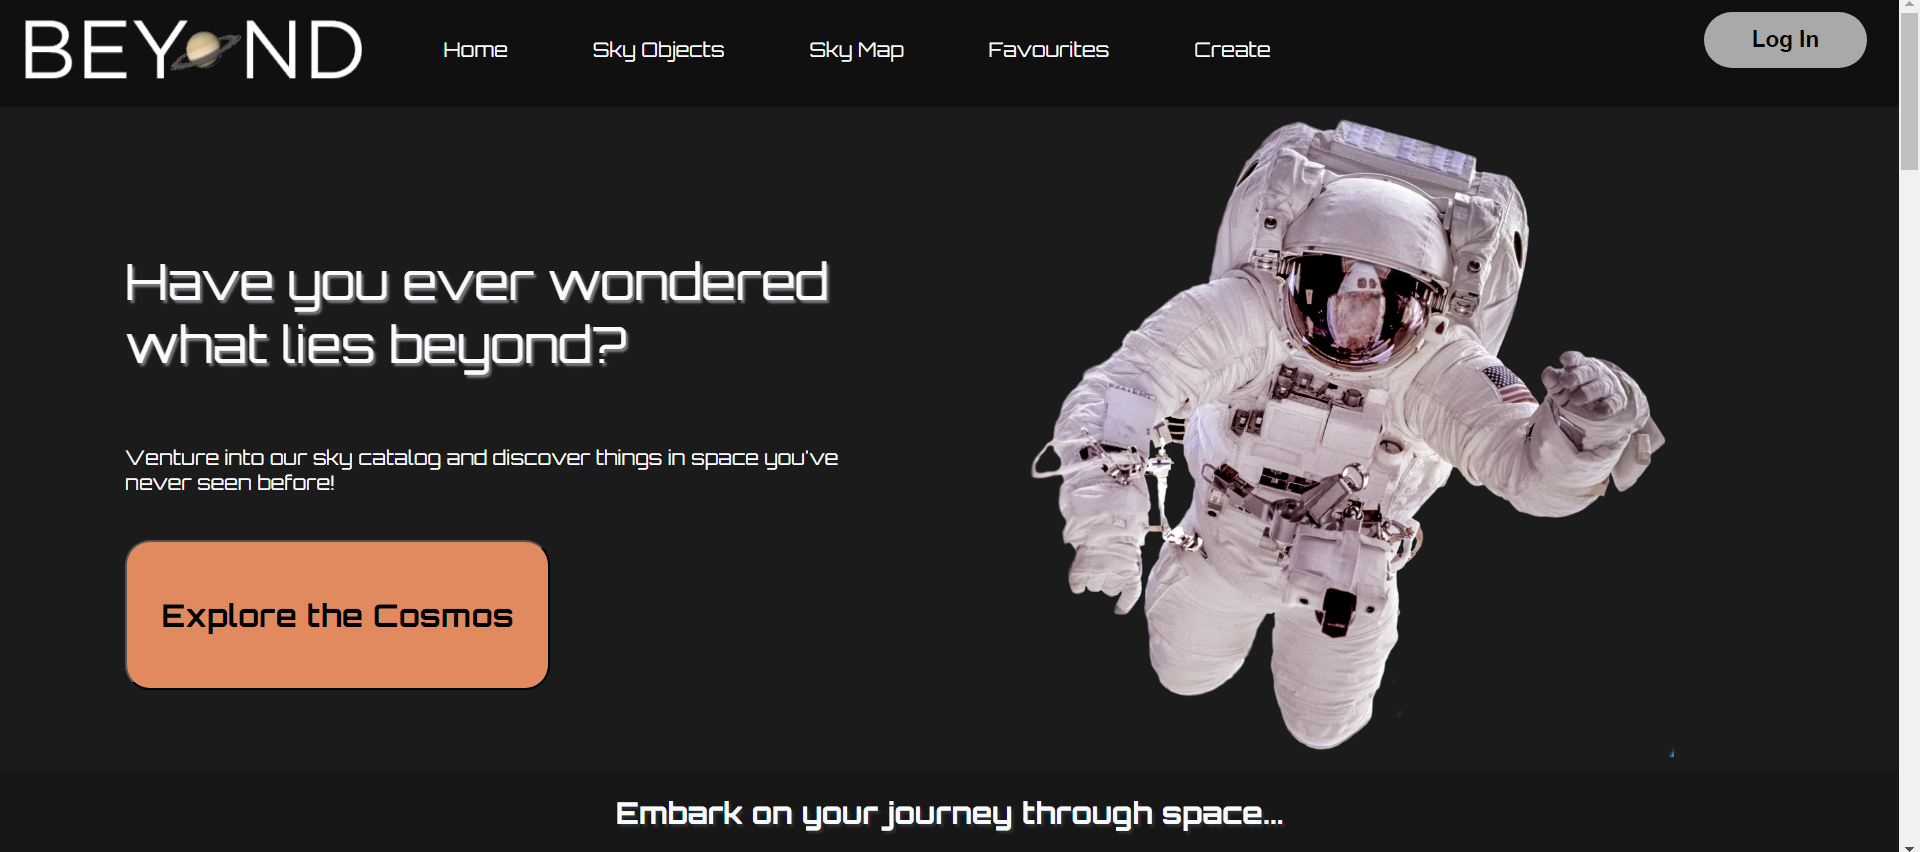 BEYOND
Home
Sky Objects
Sky Map
Favourites
Create
Log In
Have you ever wondered
what lies beyond?
Venture into our sky catalog and discover things in space you've
never seen before!
Explore the Cosmos
Embark on your journey through space...